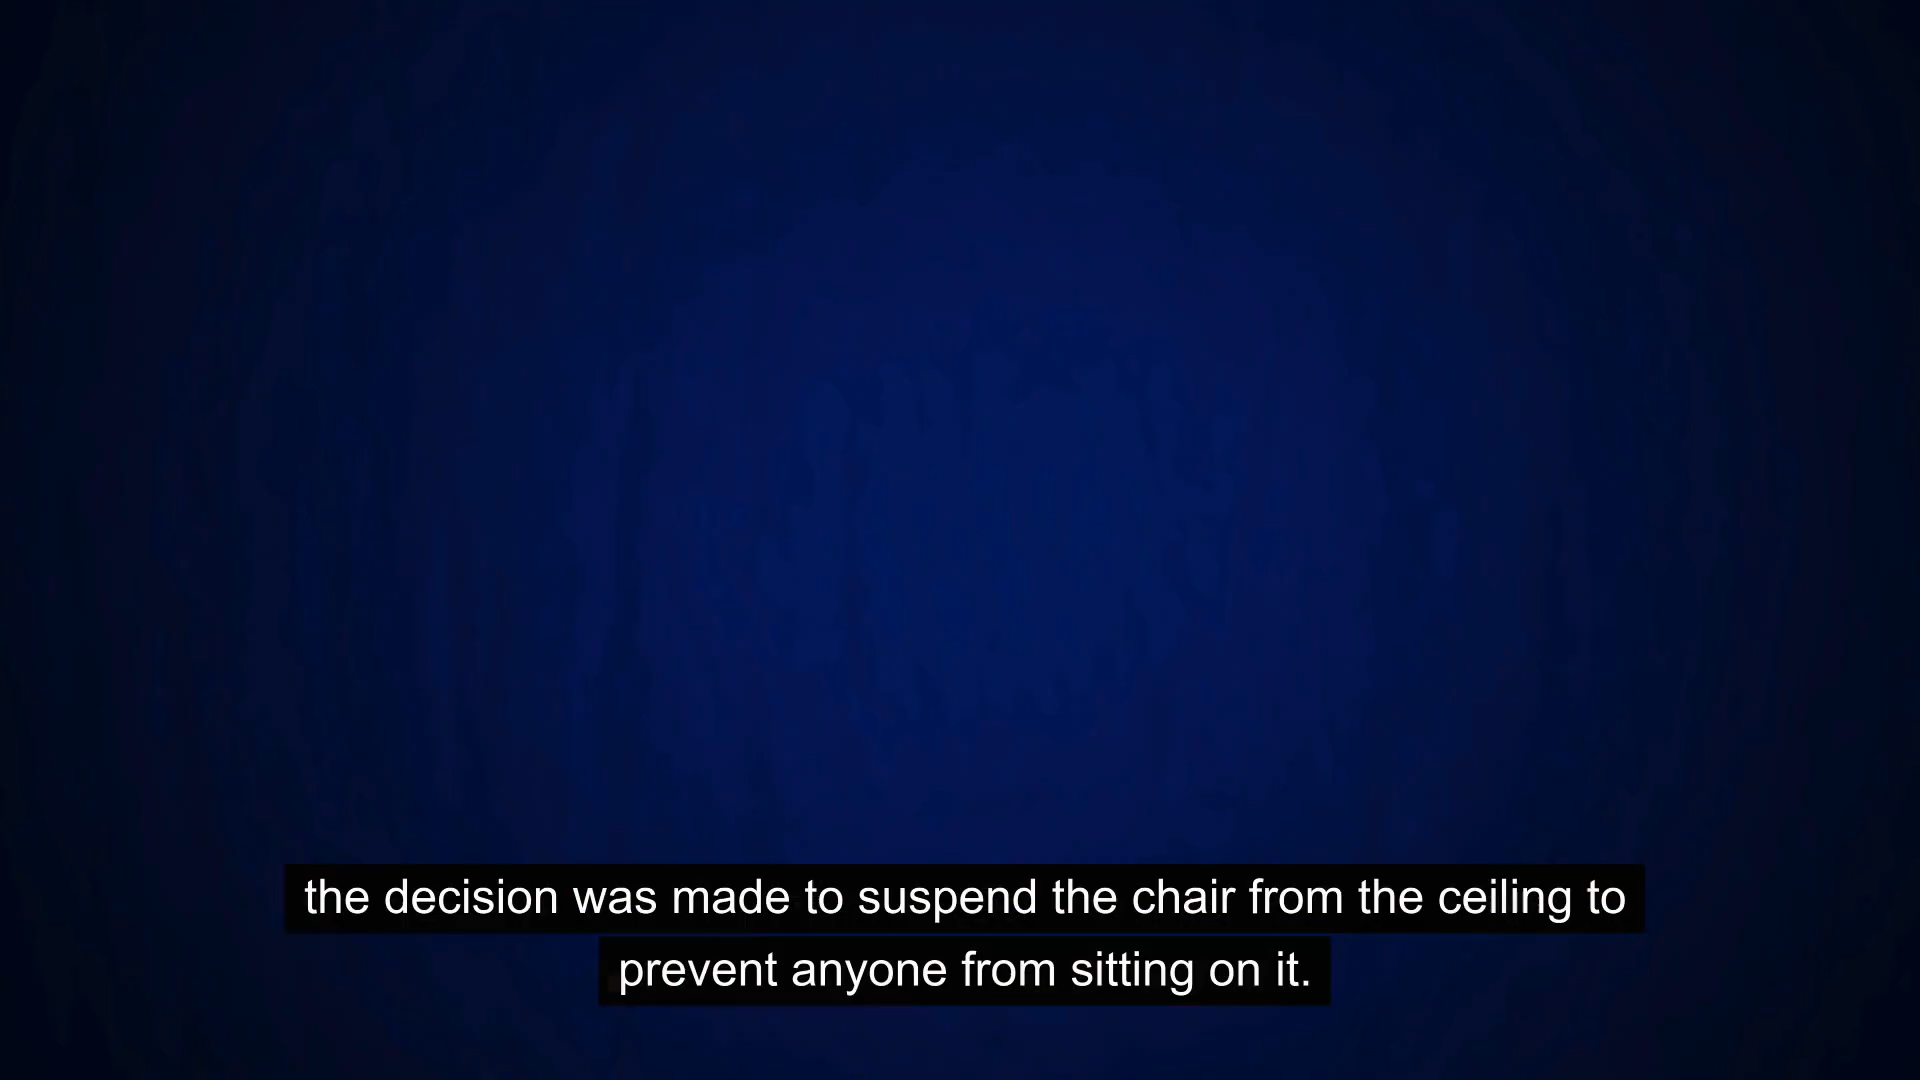 the decision was made to suspend the chair from the ceiling to
prevent anyone from sitting on it.